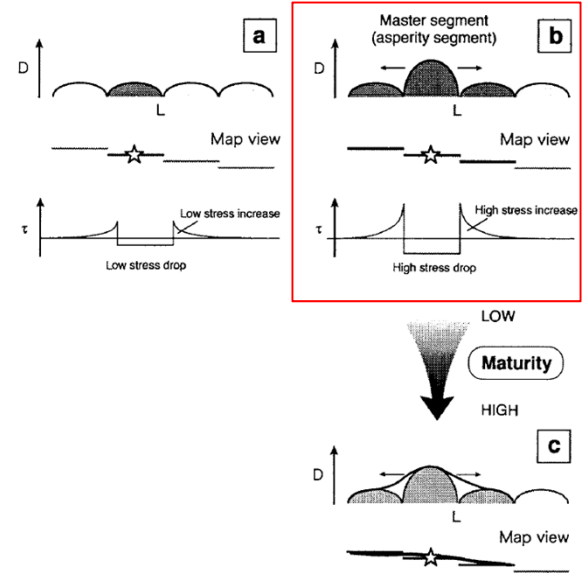 a
D
L
Map view
τ
Low stress increase
Low stress drop
Master segment
(asperity segment)
b
D
L
Map view
τ
High stress increase
High stress drop
LOW
Maturity
HIGH
c
D
L
Map view